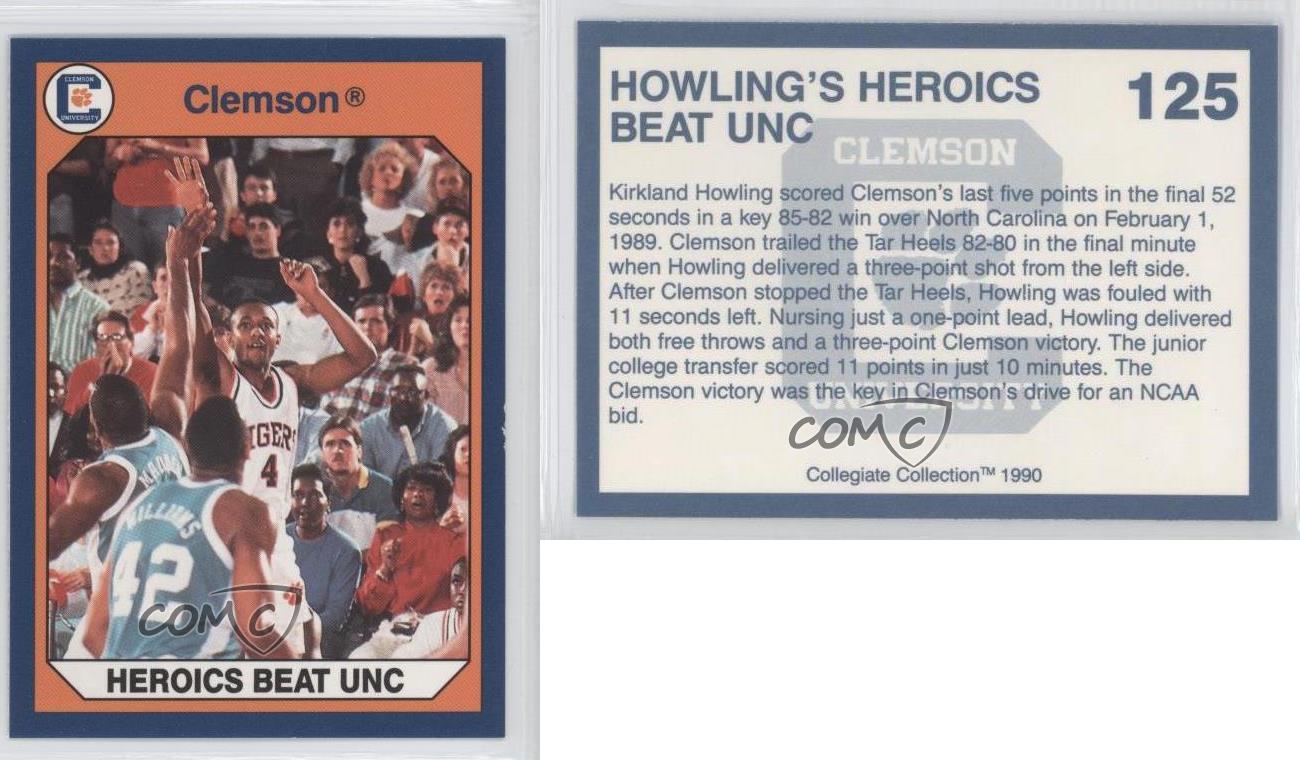 CLEMSON
UNIVERSITY
Clemson®
TIGERS
4
WILLIAMS
42
COMC
HEROICS BEAT UNC
HOWLING'S HEROICS
BEAT UNC
125
CLEMSON
Kirkland Howling scored Clemson's last five points in the final 52
seconds in a key 85-82 win over North Carolina on February 1,
1989. Clemson trailed the Tar Heels 82-80 in the final minute
when Howling delivered a three-point shot from the left side.
After Clemson stopped the Tar Heels, Howling was fouled with
11 seconds left. Nursing just a one-point lead, Howling delivered
both free throws and a three-point Clemson victory. The junior
college transfer scored 11 points in just 10 minutes. The
Clemson victory was the key in Clemson's drive for an NCAA
bid.
UNIVERSITY
COMC
Collegiate Collection™ 1990